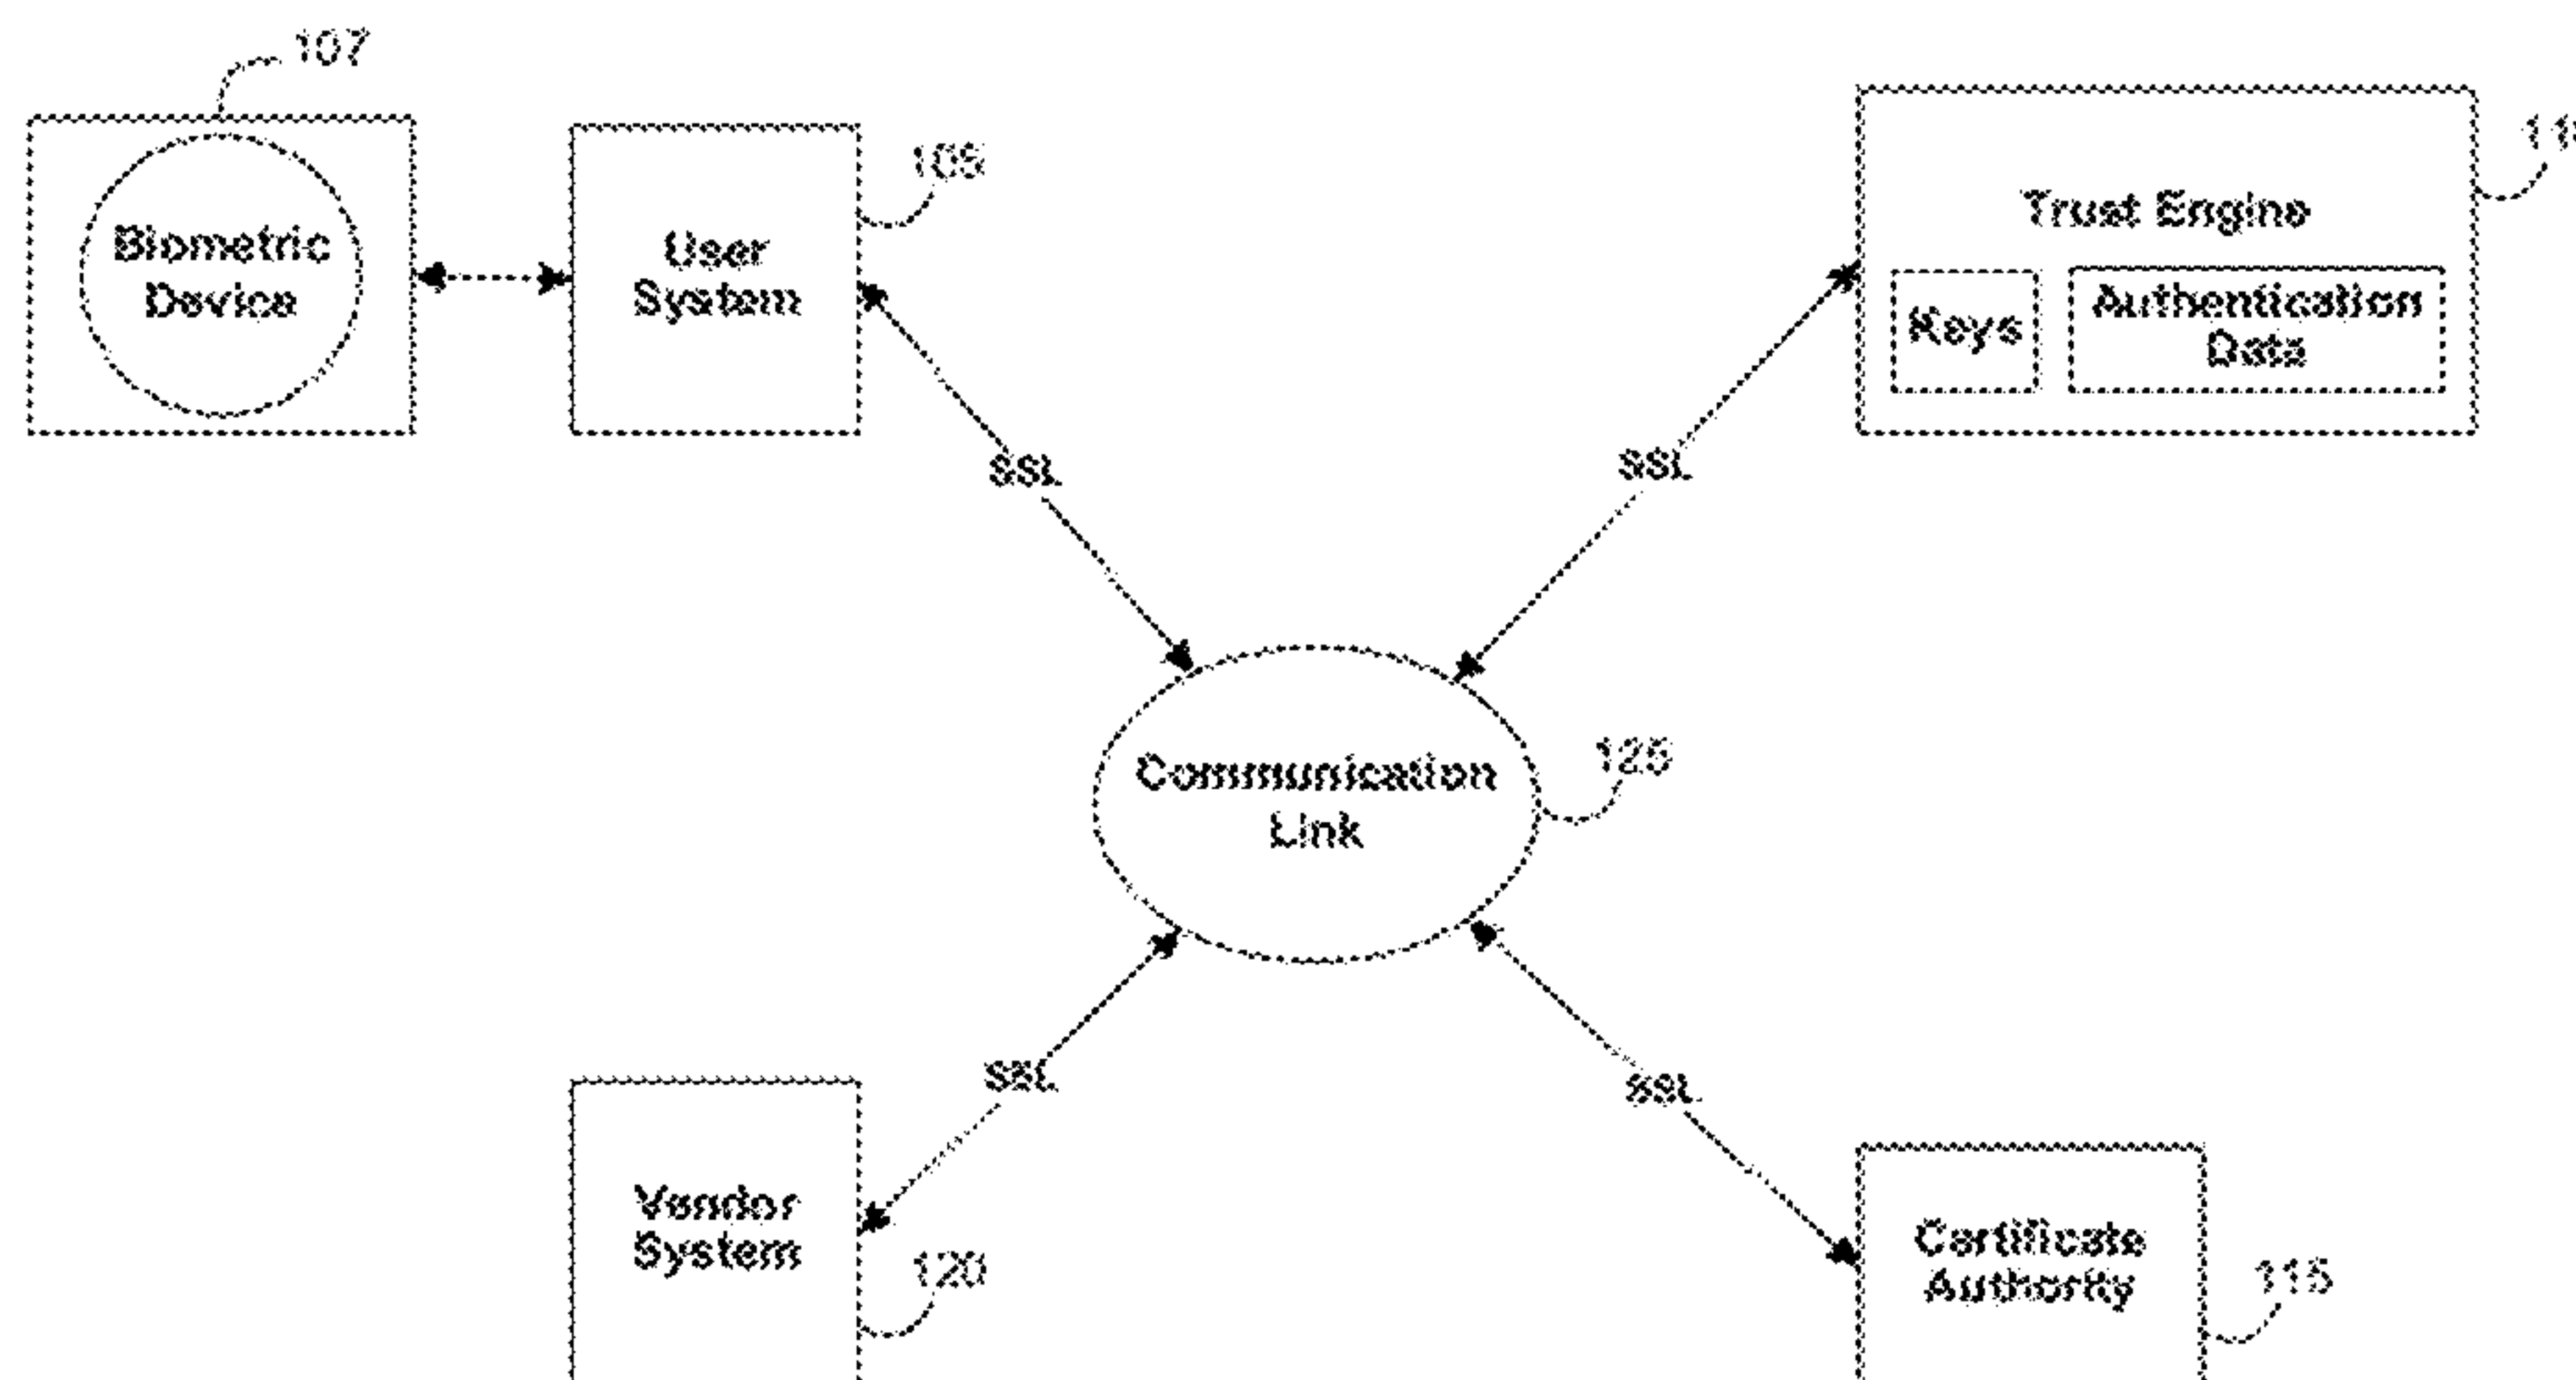 107
105
Biometric
Device
User
System
Trust Engine
Keys
Authentication
Data
SSL
SSL
Communication
Link
125
SSL
SSL
Vendor
System
120
Certificate
Authority
115